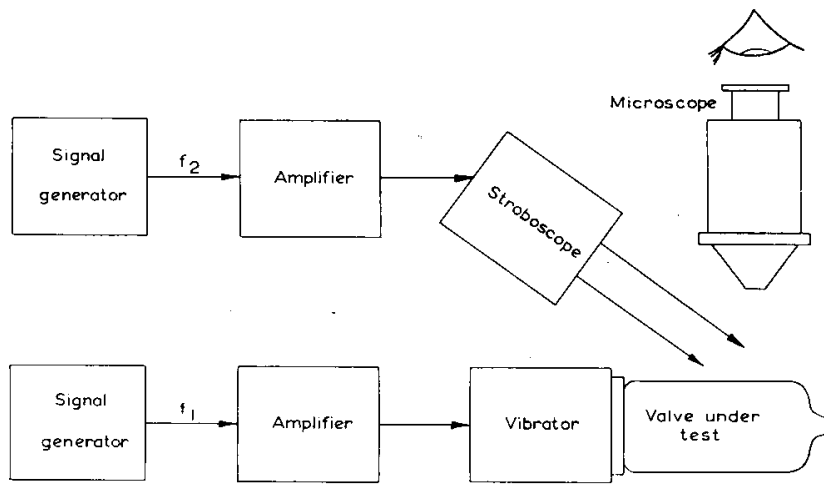 Microscope
Signal
generator
f2
Amplifier
Stroboscope
Signal
generator
f1
Amplifier
Vibrator
Valve under
test